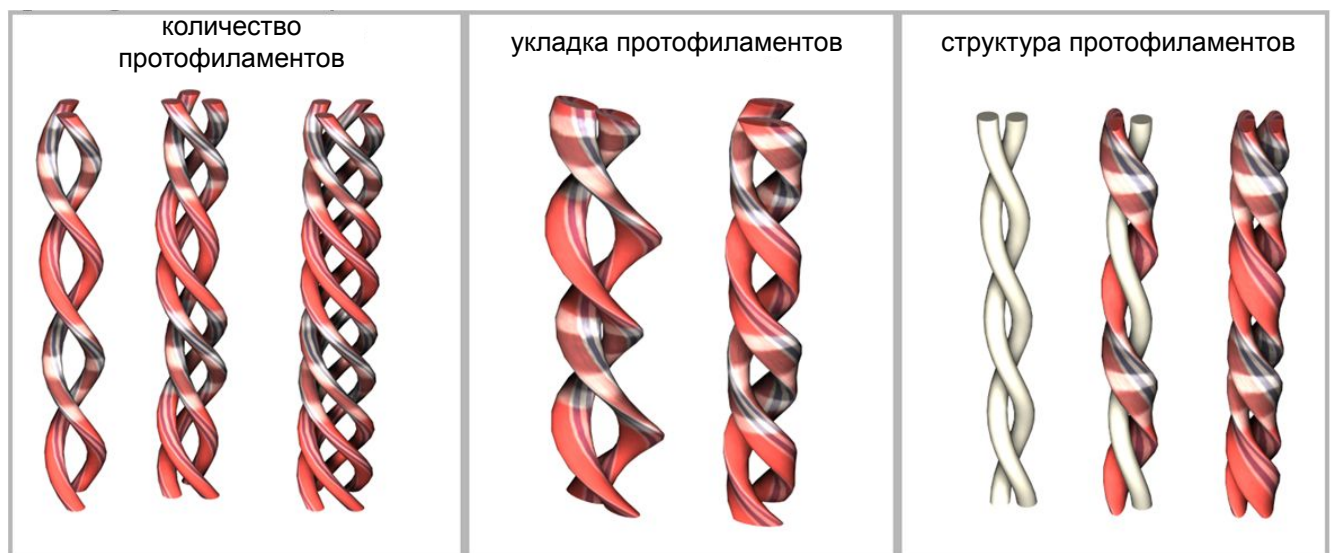 количество
протофиламентов
укладка протофиламентов
структура протофиламентов